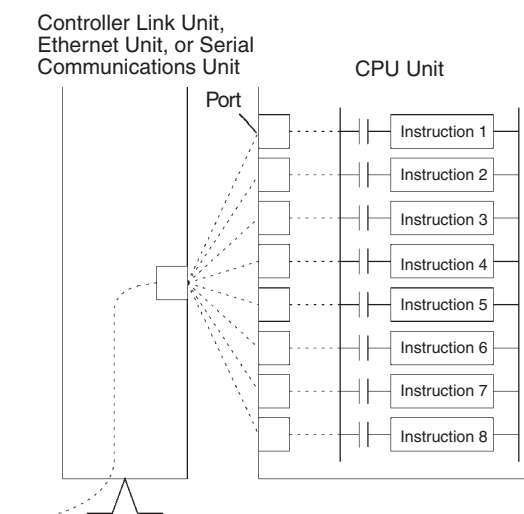 Controller Link Unit,
Ethernet Unit, or Serial
Communications Unit
CPU Unit
Port
Instruction 1
Instruction 2
Instruction 3
Instruction 4
Instruction 5
Instruction 6
Instruction 7
Instruction 8